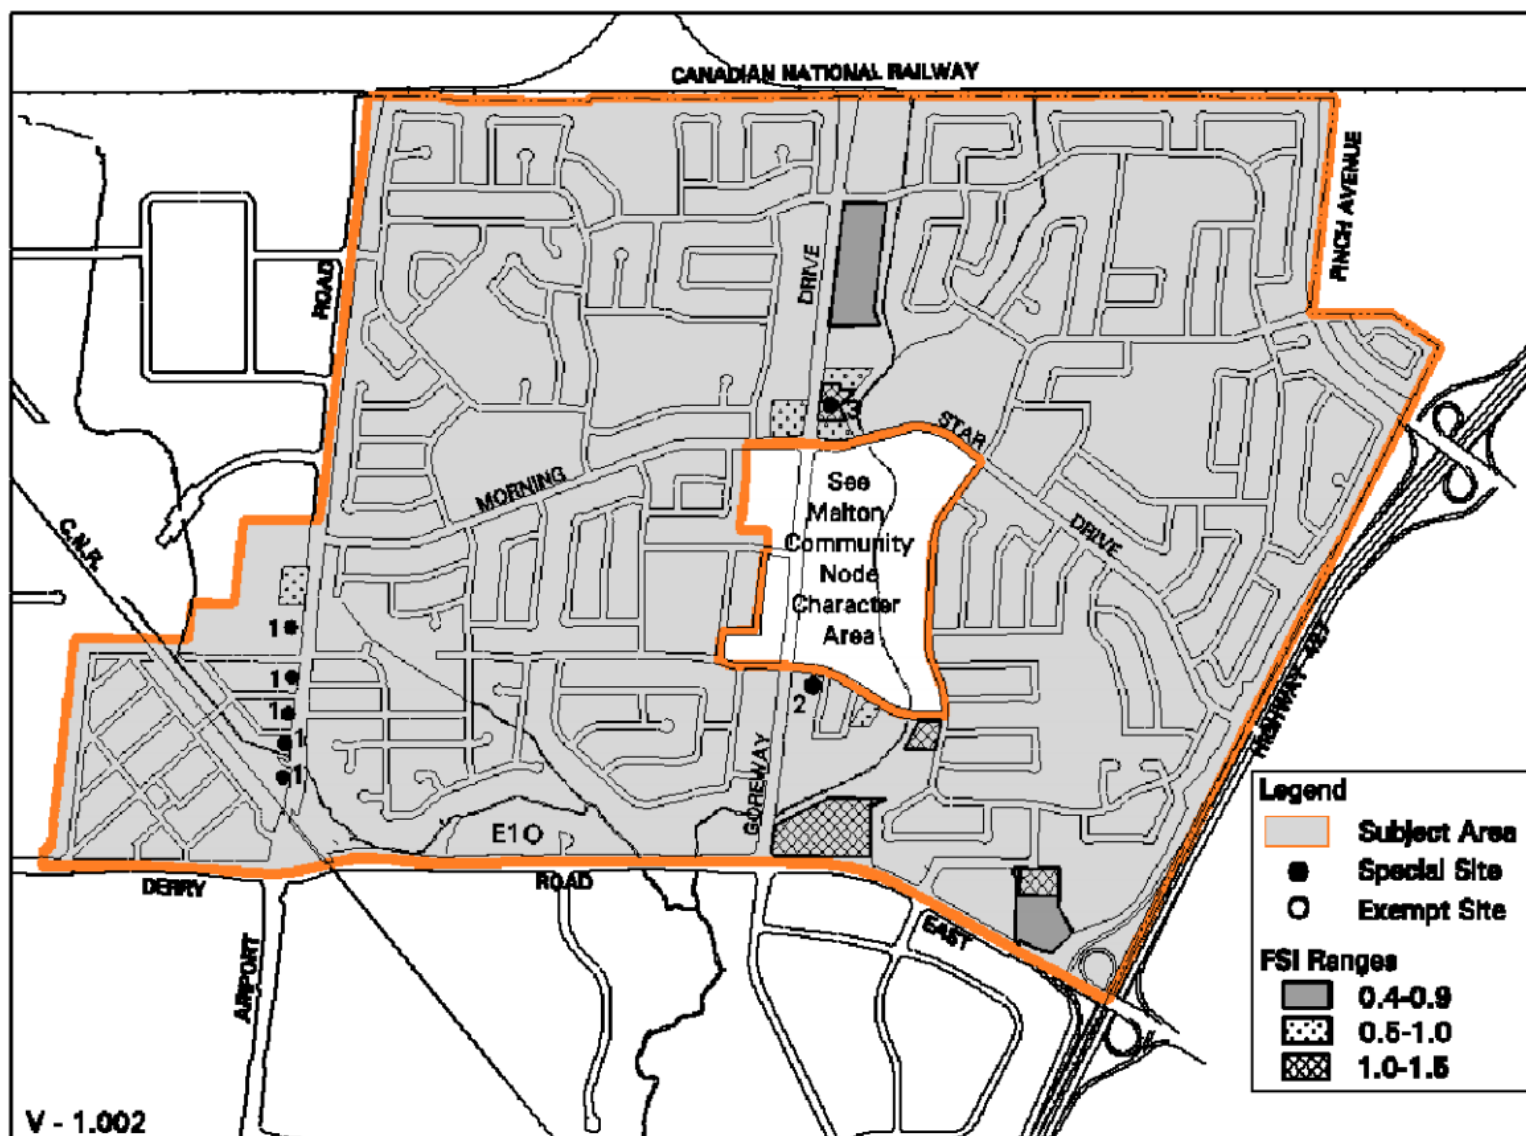 CANADIAN NATIONAL RAILWAY
FINCH AVENUE
ROAD
DRIVE
3
STAR
MORNING
See
Malton
Community
Node
Character
Area
DRIVE
C.N.R.
1
1
1
1
1
2
HIGHWAY 427
GOREWAY
E1
DERRY
ROAD
EAST
AIRPORT
Legend
Subject Area
Special Site
Exempt Site
FSI Ranges
0.4-0.9
0.5-1.0
1.0-1.5
V - 1.002